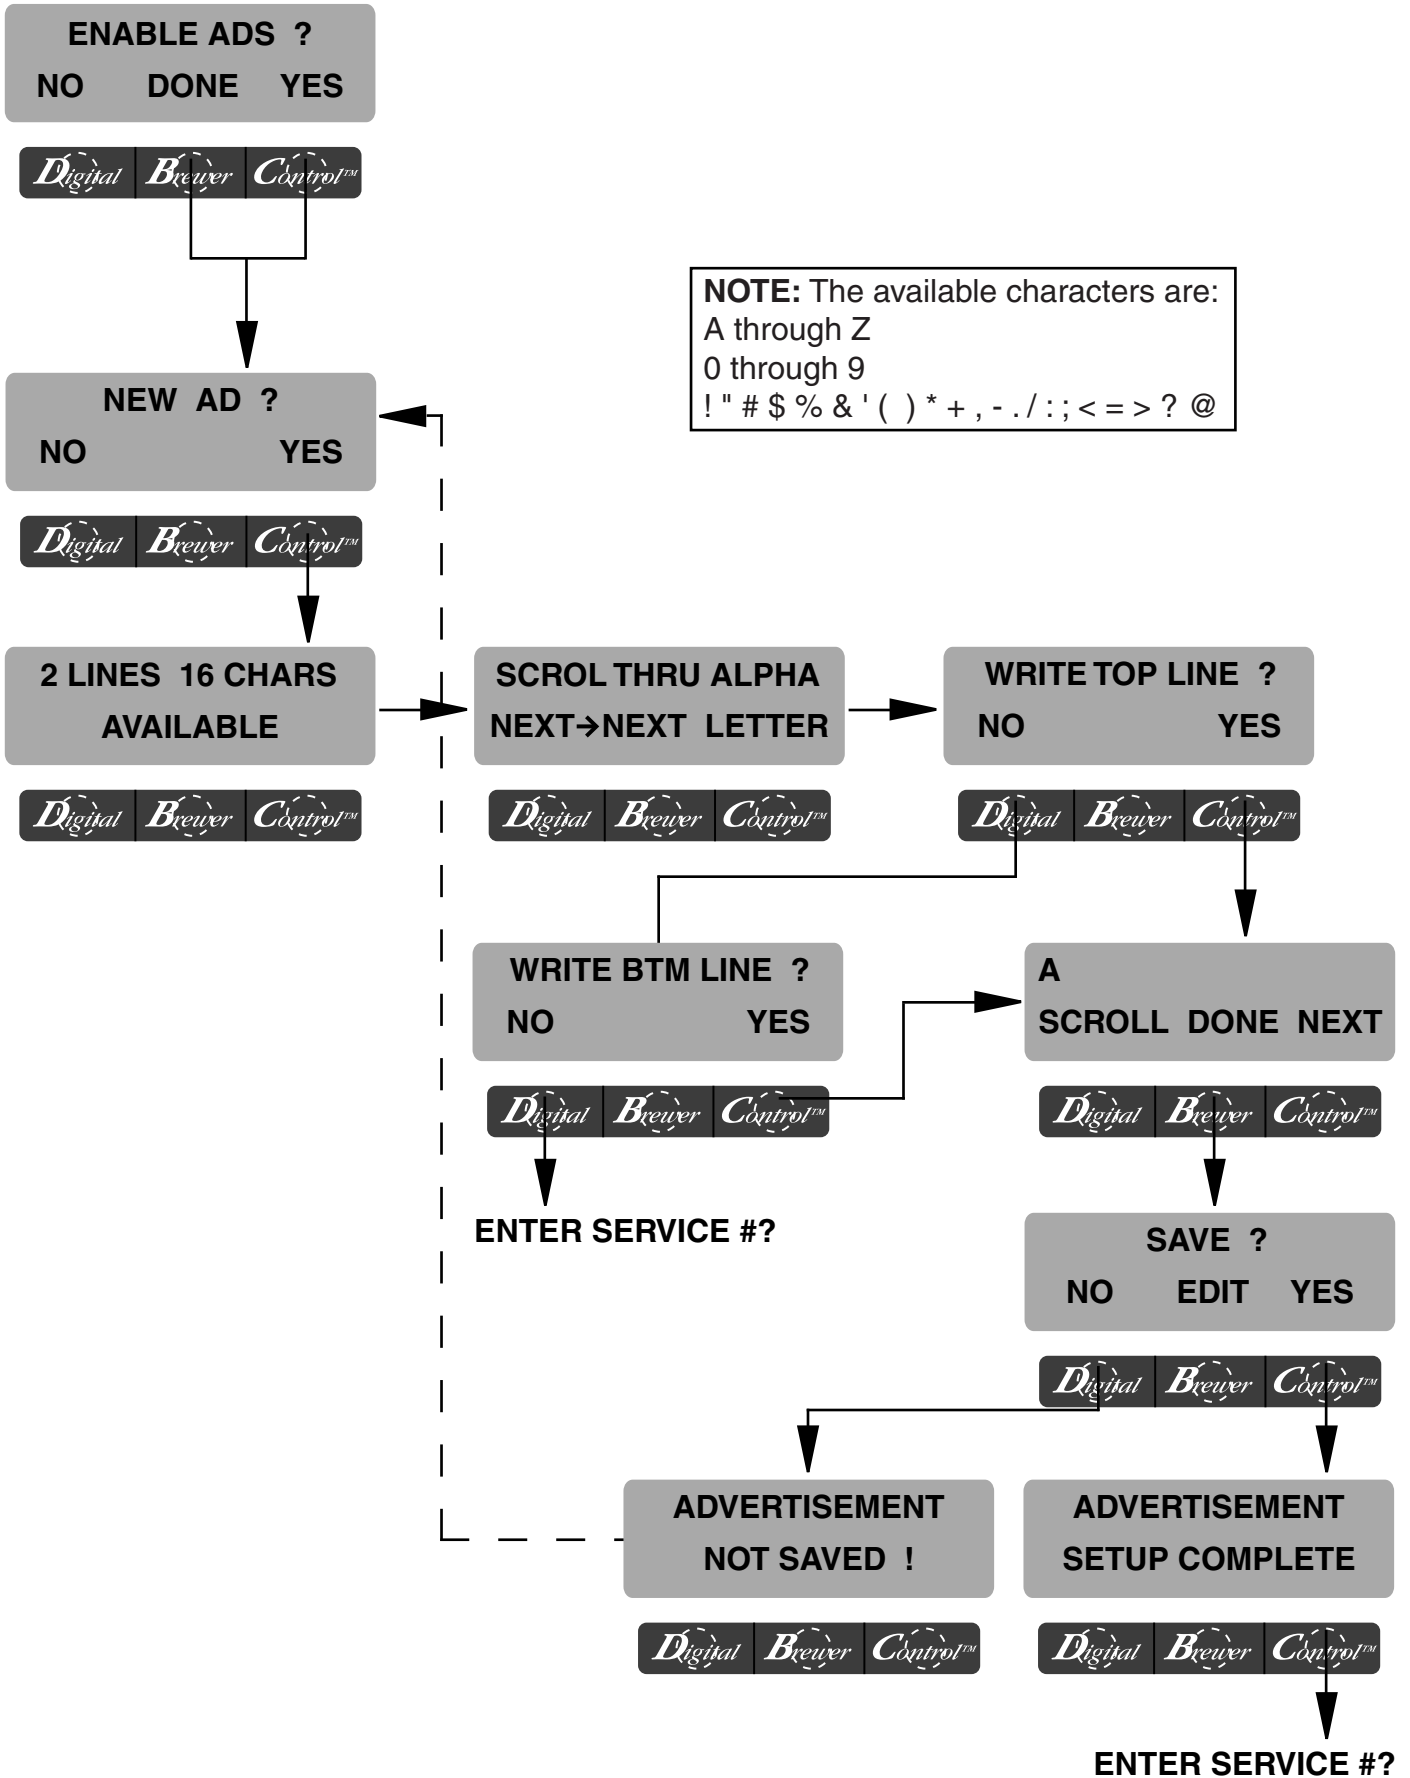 ENABLE ADS ?
NO DONE YES
Digital Brewer Control™
NOTE: The available characters are:
A through Z
0 through 9
! " # $ % & ' ( ) * + , - . / : ; < = > ? @
NEW AD ?
NO YES
Digital Brewer Control™
2 LINES 16 CHARS
AVAILABLE
Digital Brewer Control™
SCROL THRU ALPHA
NEXT→NEXT LETTER
Digital Brewer Control™
WRITE TOP LINE ?
NO YES
Digital Brewer Control™
WRITE BTM LINE ?
NO YES
Digital Brewer Control™
ENTER SERVICE #?
A
SCROLL DONE NEXT
Digital Brewer Control™
SAVE ?
NO EDIT YES
Digital Brewer Control™
ADVERTISEMENT
NOT SAVED !
Digital Brewer Control™
ADVERTISEMENT
SETUP COMPLETE
Digital Brewer Control™
ENTER SERVICE #?